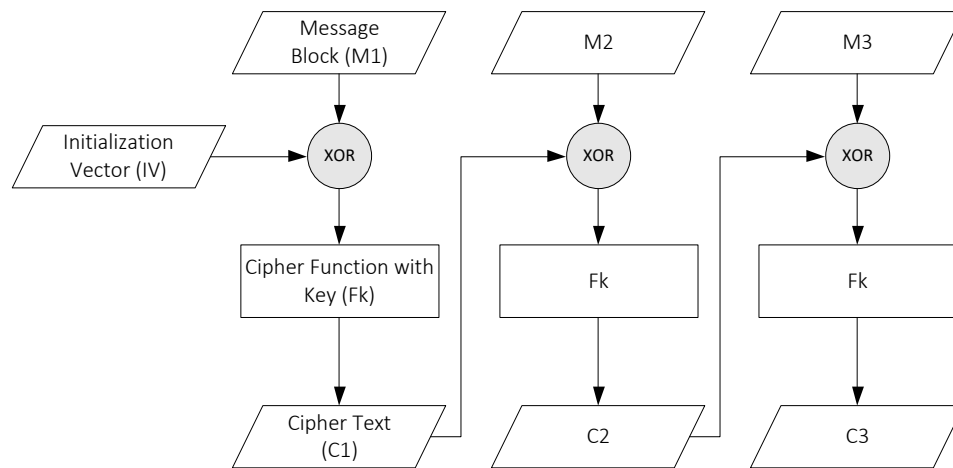 Message
Block (M1)
M2
M3
Initialization
Vector (IV)
XOR
XOR
XOR
Cipher Function with
Key (Fk)
Fk
Fk
Cipher Text
(C1)
C2
C3